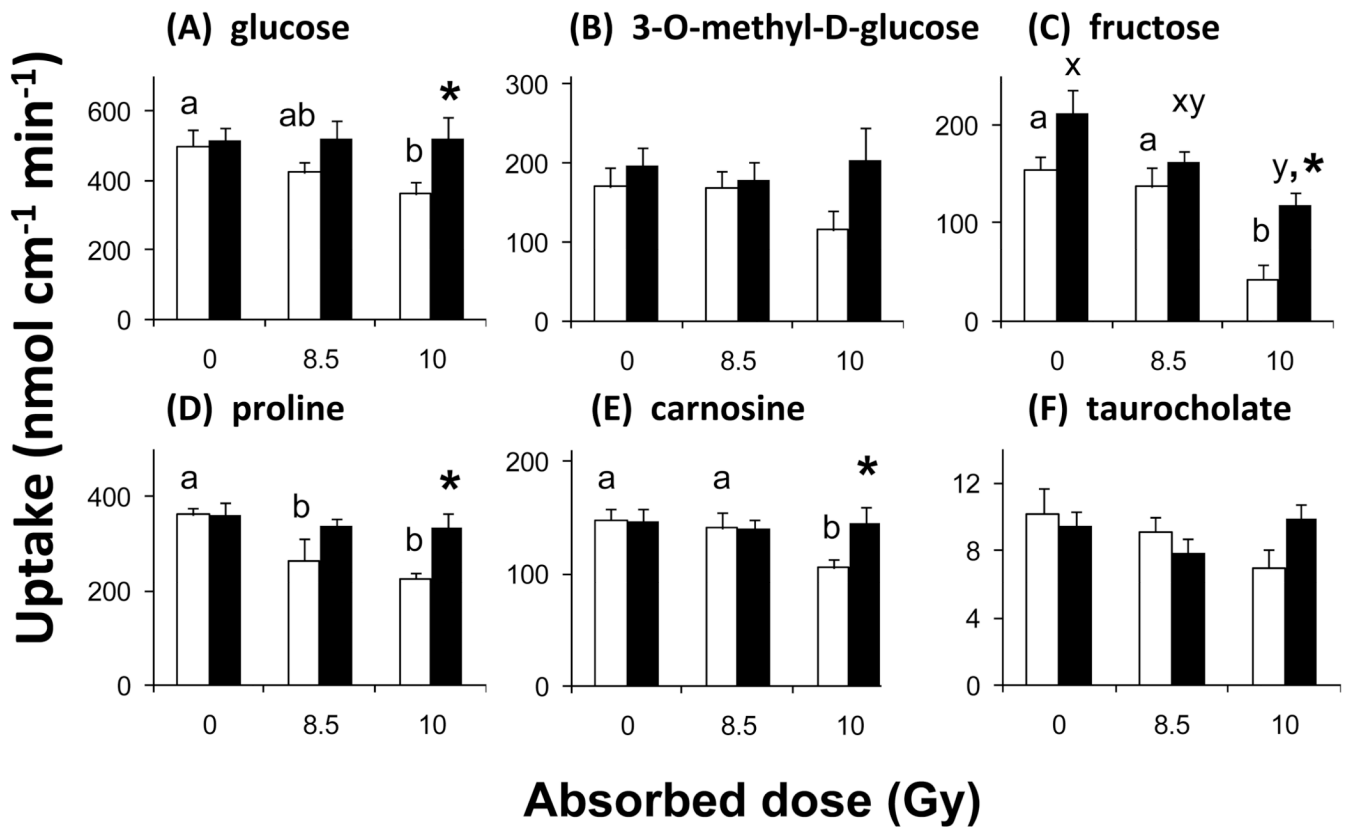 Uptake (nmol cm-1 min-1)
(A) glucose
600
400
200
0
a
ab
b
*
0 8.5 10
(B) 3-O-methyl-D-glucose
300
200
100
0
0 8.5 10
(C) fructose
200
100
0
a
x
a
xy
b
y,*
0 8.5 10
(D) proline
400
200
0
a
b
b
*
0 8.5 10
(E) carnosine
200
100
0
a
a
b
*
0 8.5 10
(F) taurocholate
12
8
4
0
0 8.5 10
Absorbed dose (Gy)